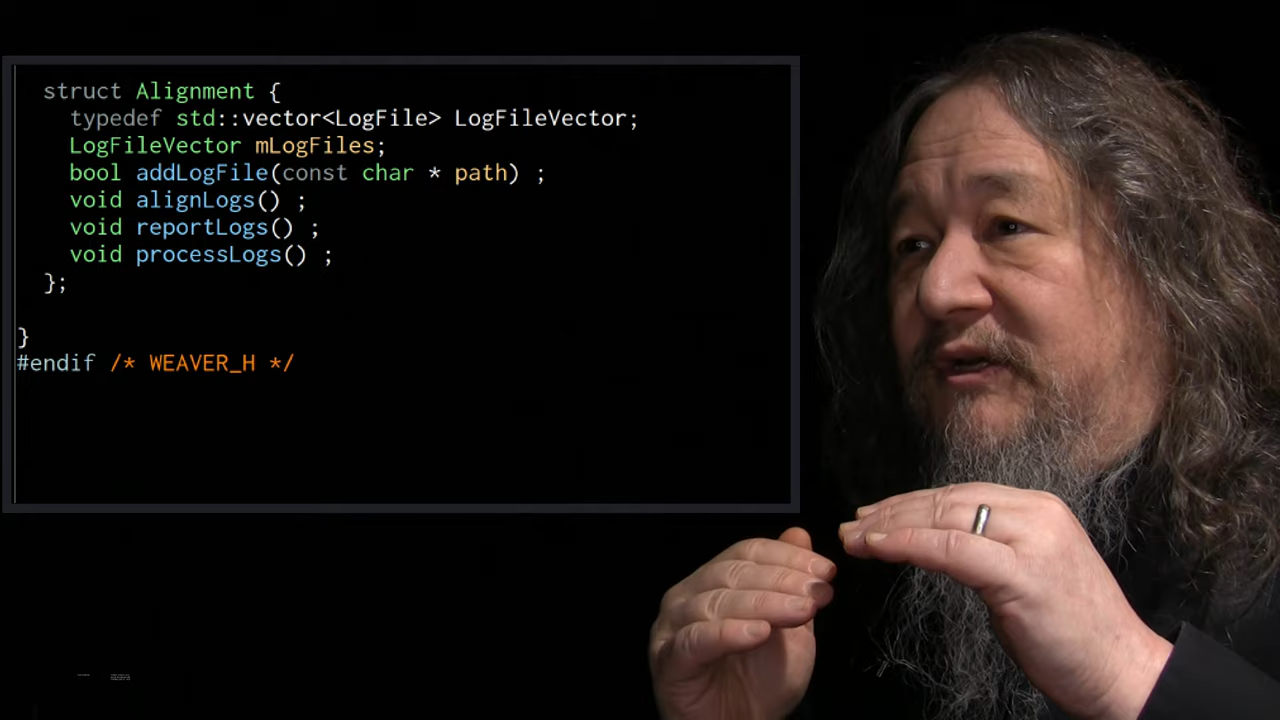 struct Alignment {
typedef std::vector<LogFile> LogFileVector;
LogFileVector mLogFiles;
bool addLogFile(const char * path) ;
void alignLogs() ;
void reportLogs() ;
void processLogs() ;
};
}
#endif /* WEAVER_H */